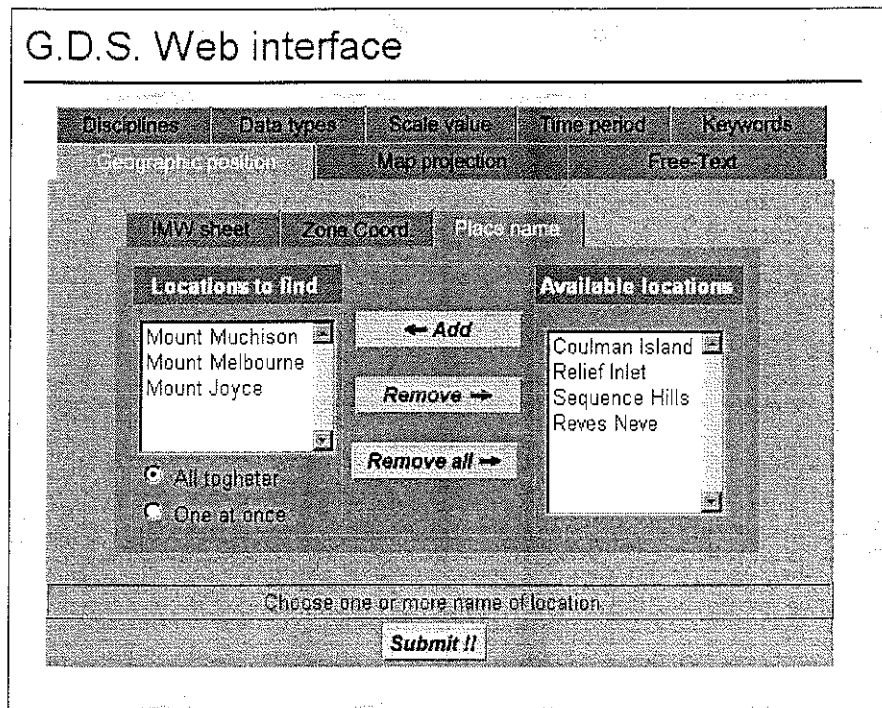 G.D.S. Web interface
Disciplines Data types Scale value Time period Keywords
Geographic position Map projection Free-Text
IMW sheet Zone Coord. Place name
Locations to find
Mount Muchison
Mount Melbourne
Mount Joyce
All togheter
One at once
← Add
Remove →
Remove all →
Available locations
Coulman Island
Relief Inlet
Sequence Hills
Reves Neve
Choose one or more name of location.
Submit !!